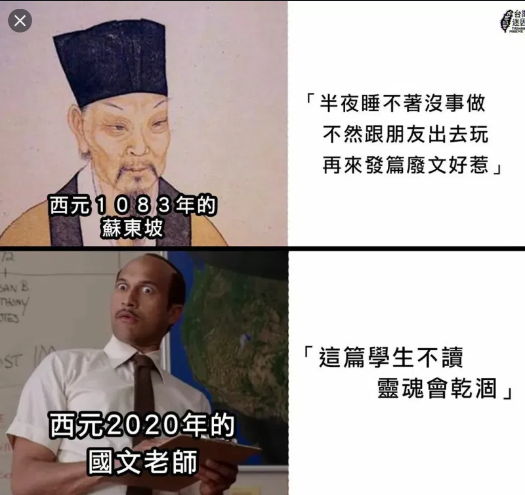 「半夜睡不著沒事做
不然跟朋友出去玩
再來發篇廢文好惹」
西元1083年的
蘇東坡
「這篇學生不讀
靈魂會乾涸」
西元2020年的
國文老師